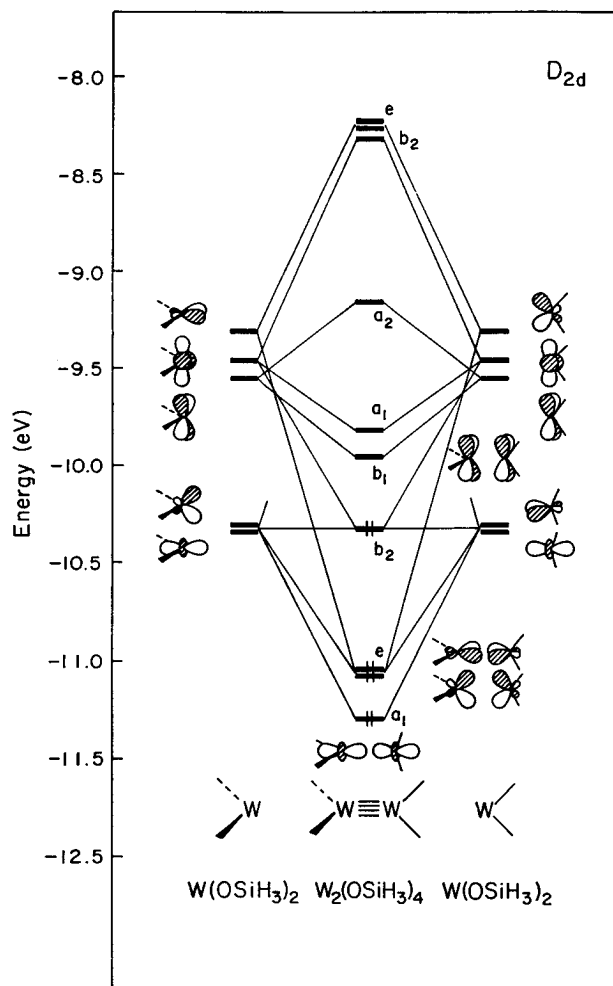 D2d
Energy (eV)
-8.0
-8.5
-9.0
-9.5
-10.0
-10.5
-11.0
-11.5
-12.5
e
b2
a2
a1
b1
b2
e
a1
W
W W
W
W(OSiH3)2 W2(OSiH3)4 W(OSiH3)2